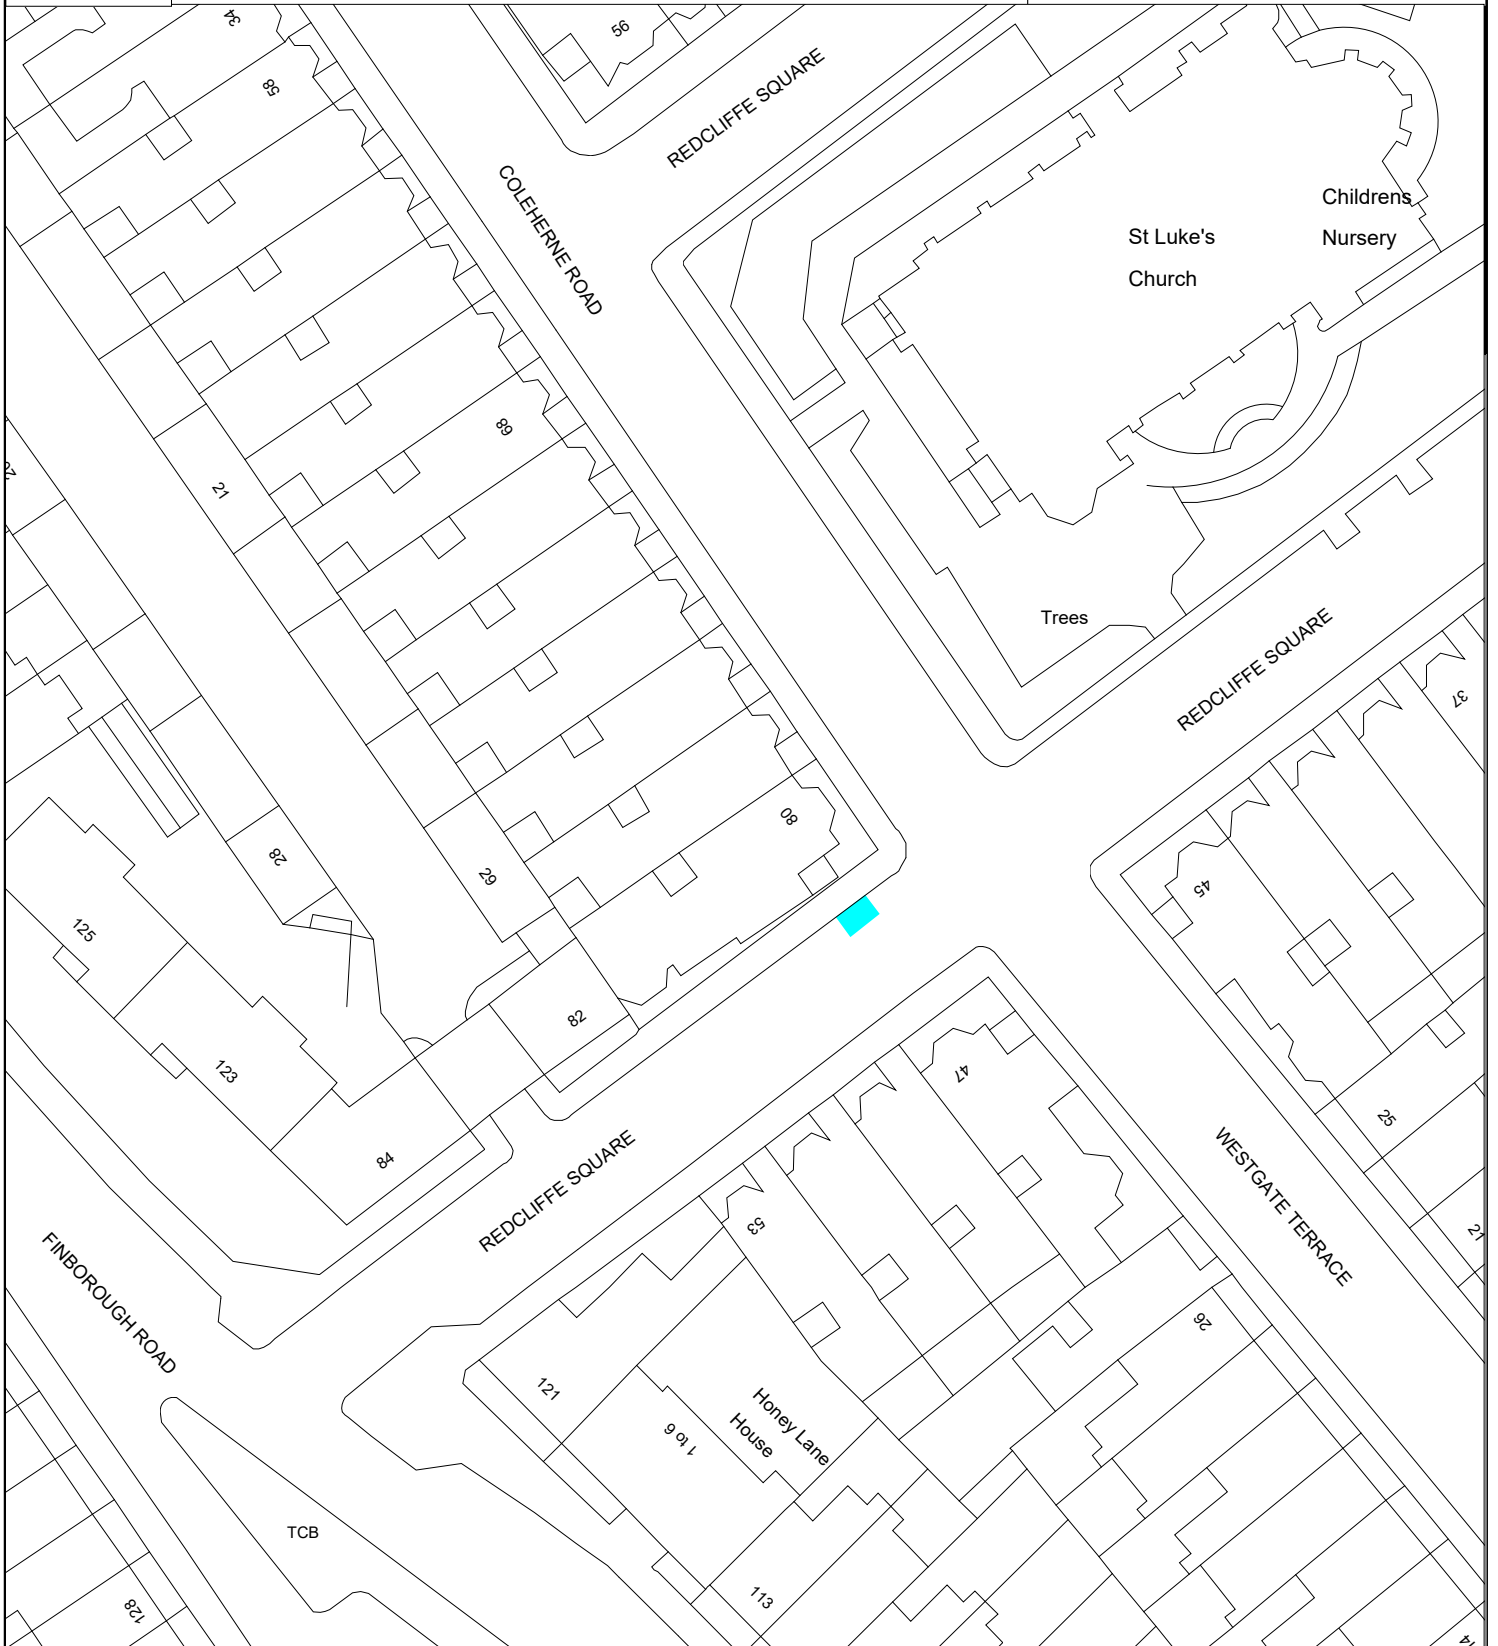 34
56
58
REDCLIFFE SQUARE
COLEHERNE ROAD
Childrens
Nursery
St Luke's
Church
68
21
Trees
REDCLIFFE SQUARE
37
80
28
29
45
125
82
123
47
84
25
REDCLIFFE SQUARE
WESTGATE TERRACE
53
21
FINBOROUGH ROAD
26
121
Honey Lane
House
1 to 6
TCB
113
128